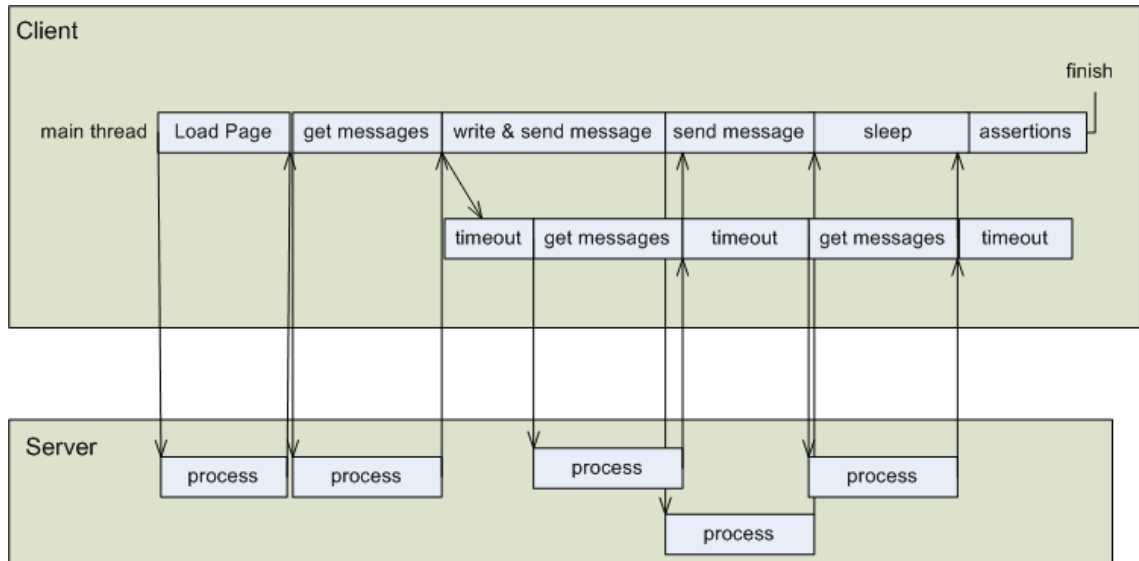 Client
finish
main thread
Load Page
get messages
write & send message
send message
sleep
assertions
timeout
get messages
timeout
get messages
timeout
Server
process
process
process
process
process